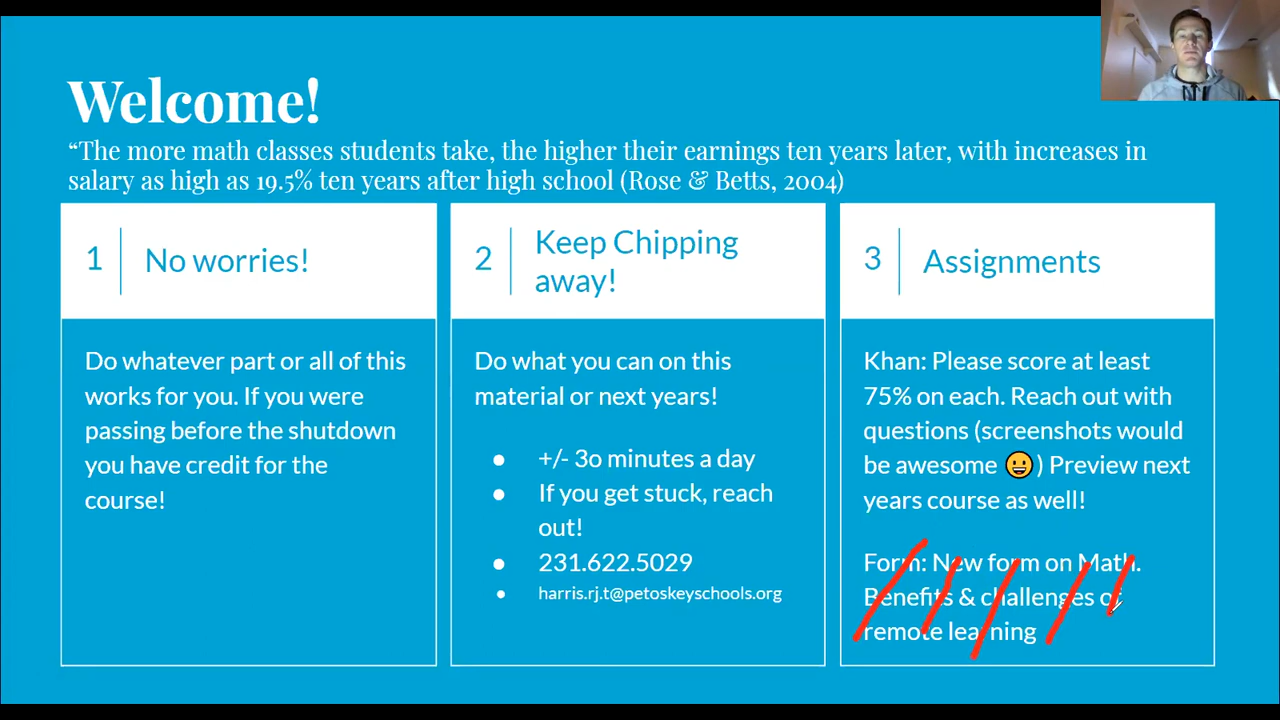 Welcome!
“The more math classes students take, the higher their earnings ten years later, with increases in
salary as high as 19.5% ten years after high school (Rose & Betts, 2004)
1 No worries!
Do whatever part or all of this
works for you. If you were
passing before the shutdown
you have credit for the
course!
2 Keep Chipping
away!
Do what you can on this
material or next years!
● +/- 3o minutes a day
● If you get stuck, reach
out!
● 231.622.5029
● harris.rj.t@petoskeyschools.org
3 Assignments
Khan: Please score at least
75% on each. Reach out with
questions (screenshots would
be awesome 😀) Preview next
years course as well!
Form: New form on Math.
Benefits & challenges of
remote learning